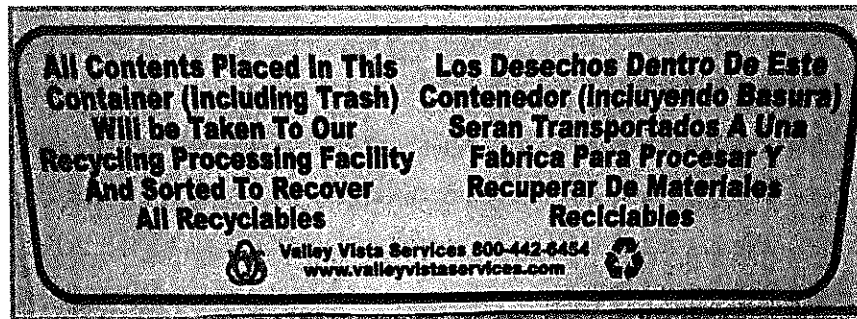 All Contents Placed In This
Container (Including Trash)
Will be Taken To Our
Recycling Processing Facility
And Sorted To Recover
All Recyclables
Los Desechos Dentro De Este
Contenedor (Incluyendo Basura)
Seran Transportados A Una
Fabrica Para Procesar Y
Recuperar De Materiales
Reciclables
Valley Vista Services 800-442-6454
www.valleyvistaservices.com